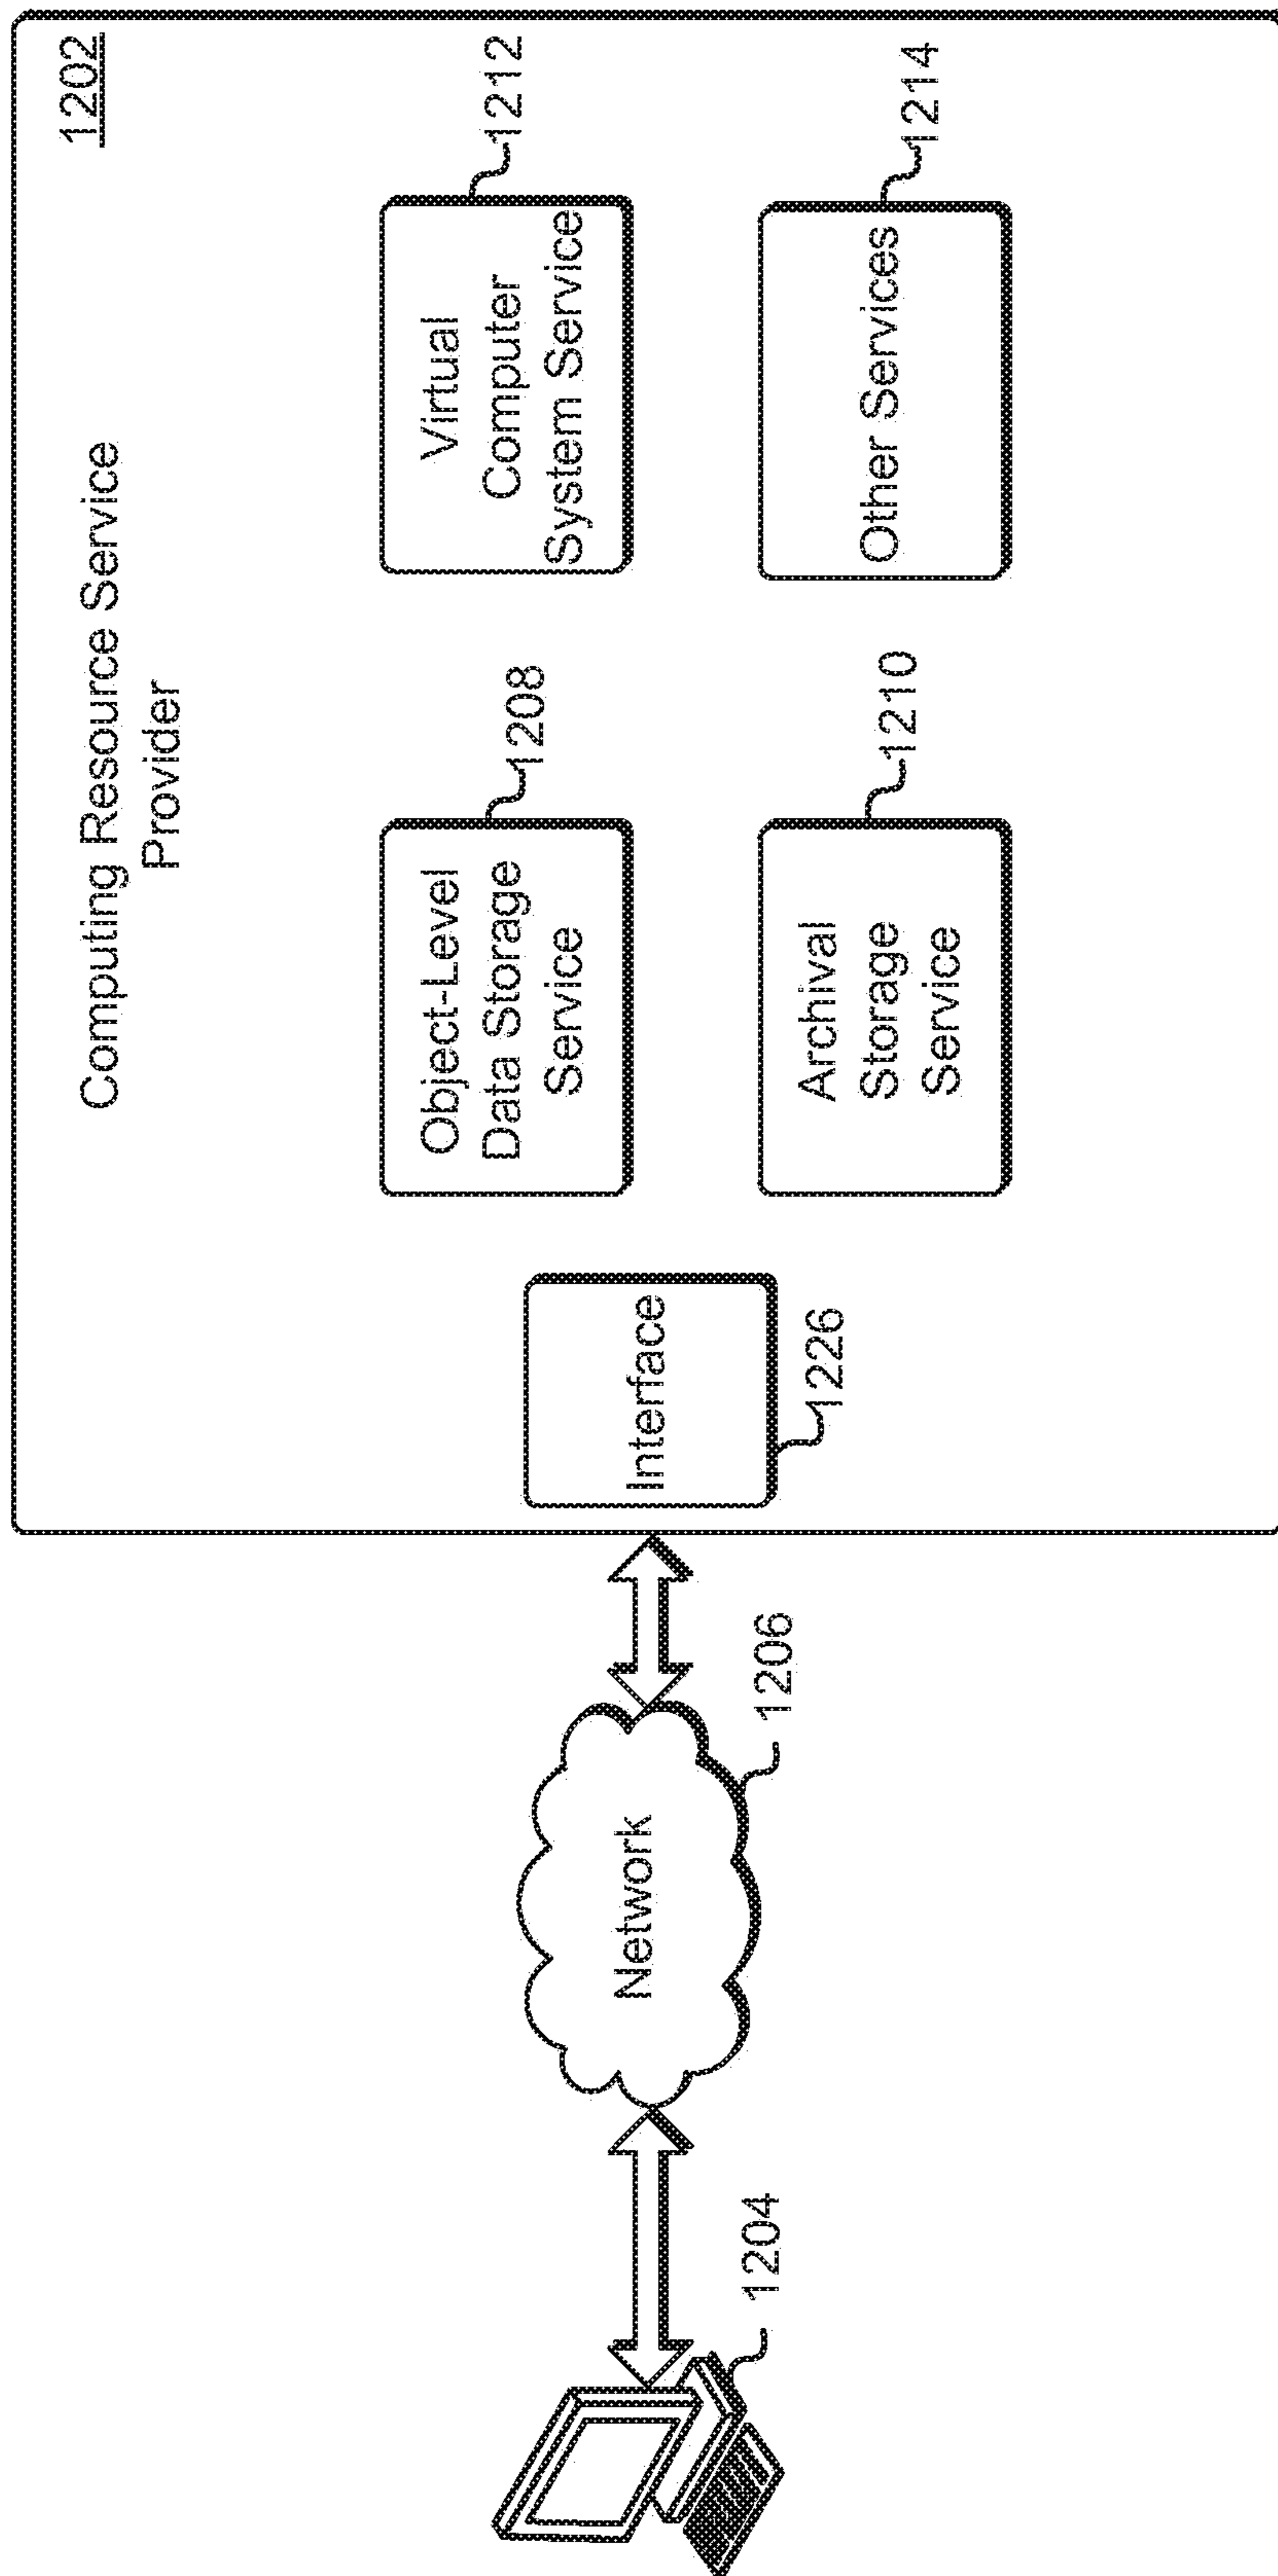 1202
Computing Resource Service
Provider
Object-Level
Data Storage
Service
1208
Virtual
Computer
System Service
1212
Interface
1226
Archival
Storage
Service
1210
Other Services
1214
Network
1206
1204